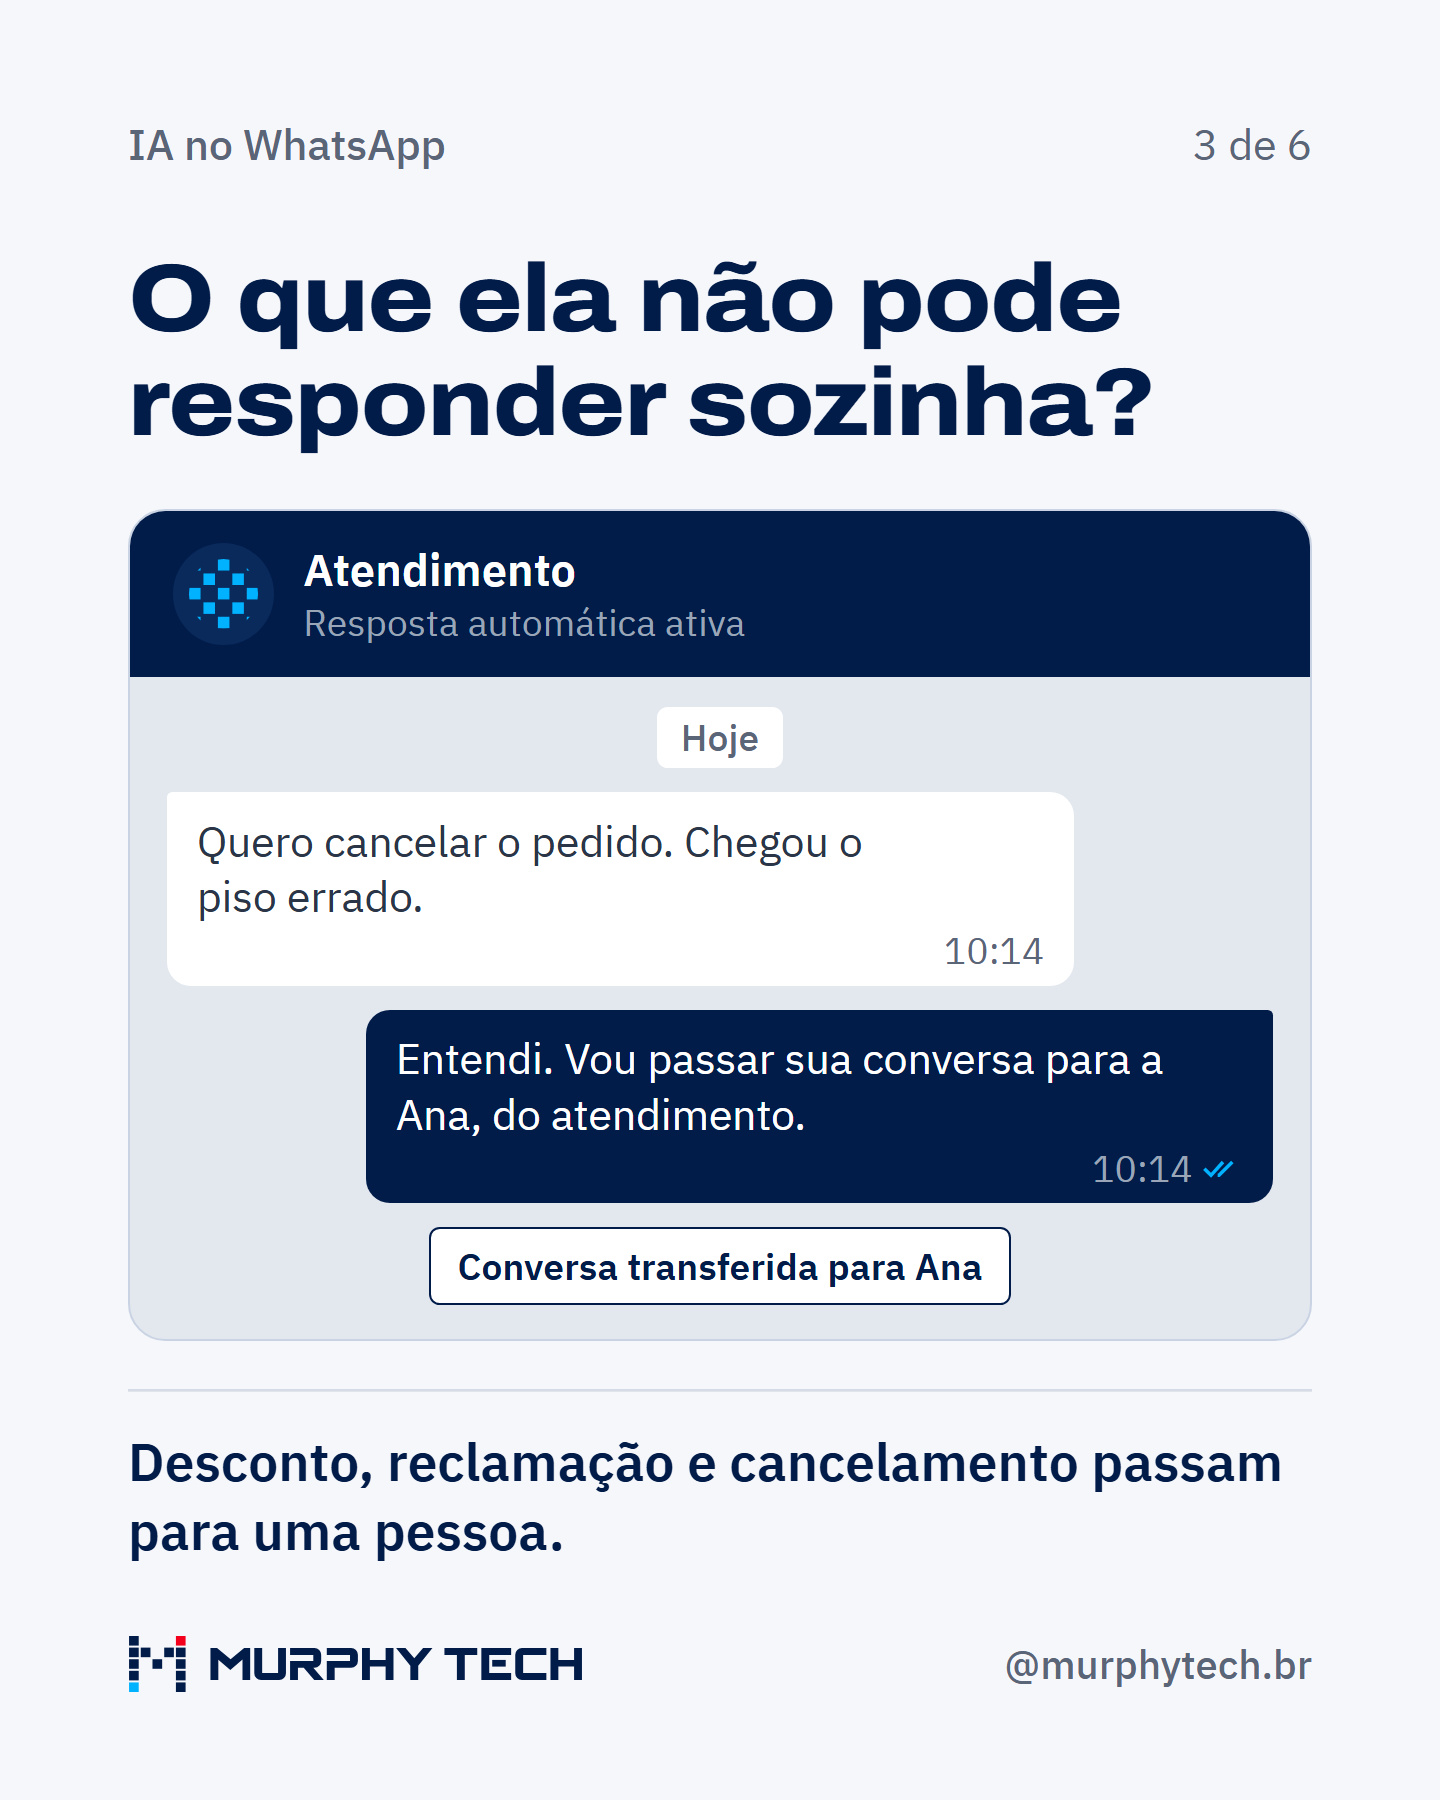 IA no WhatsApp
3 de 6
O que ela não pode
responder sozinha?
Atendimento
Resposta automática ativa
Hoje
Quero cancelar o pedido. Chegou o
piso errado.
10:14
Entendi. Vou passar sua conversa para a
Ana, do atendimento.
10:14
Conversa transferida para Ana
Desconto, reclamação e cancelamento passam
para uma pessoa.
MURPHY TECH
@murphytech.br